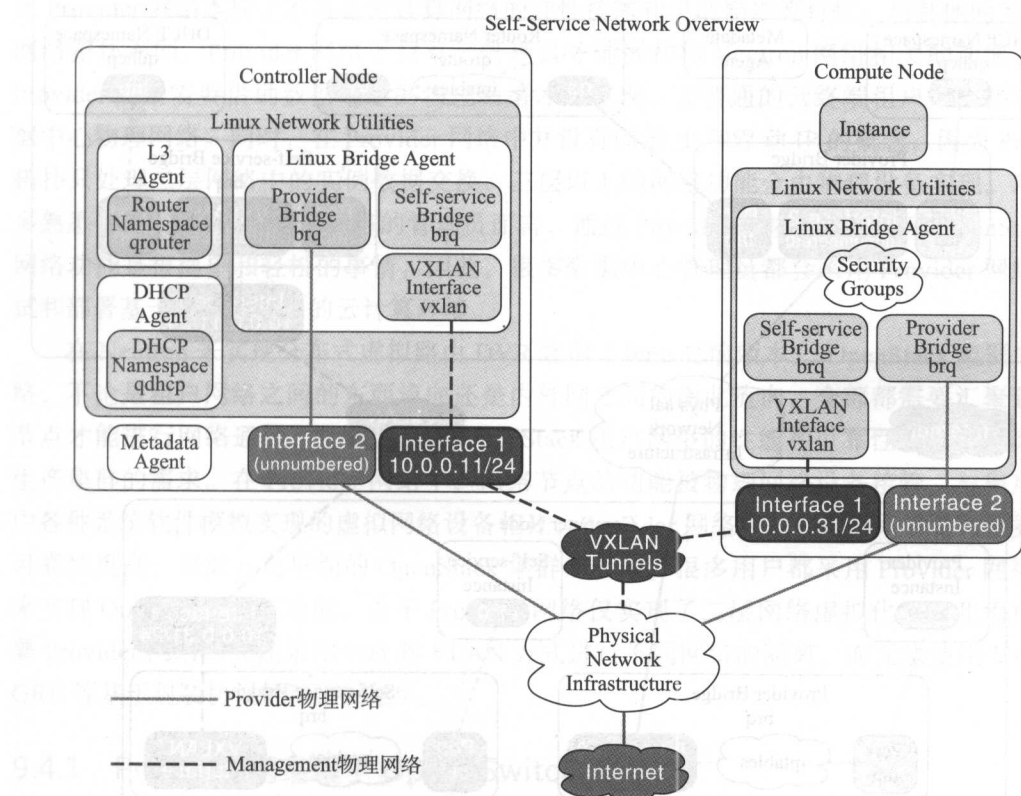 Self-Service Network Overview
Controller Node
Linux Network Utilities
L3
Agent
Router
Namespace
qrouter
DHCP
Agent
DHCP
Namespace
qdhcp
Metadata
Agent
Linux Bridge Agent
Provider
Bridge
brq
Self-service
Bridge
brq
VXLAN
Interface
vxlan
Interface 2
(unnumbered)
Interface 1
10.0.0.11/24
Compute Node
Instance
Linux Network Utilities
Linux Bridge Agent
Security
Groups
Self-service
Bridge
brq
Provider
Bridge
brq
VXLAN
Inteface
vxlan
Interface 1
10.0.0.31/24
Interface 2
(unnumbered)
VXLAN
Tunnels
Physical
Network
Infrastructure
Internet
Provider物理网络
Management物理网络